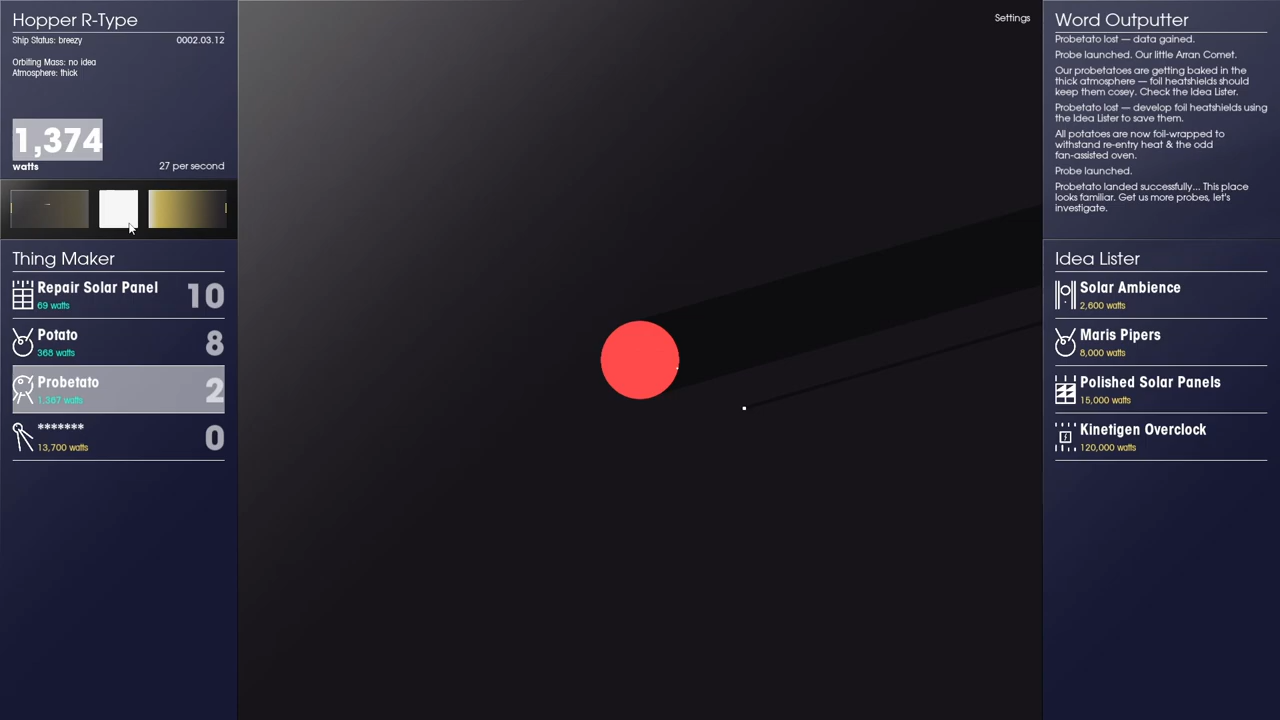 Hopper R-Type
Ship Status: breezy 0002.03.12
Orbiting Mass: no idea
Atmosphere: thick
1,374
watts 27 per second
Thing Maker
Repair Solar Panel 10
69 watts
Potato 8
368 watts
Probetato 2
1,387 watts
******* 0
13,700 watts
Settings
Word Outputter
Probetato lost — data gained.
Probe launched. Our little Arran Comet.
Our probetatoes are getting baked in the
thick atmosphere — foil heatshields should
keep them cosey. Check the Idea Lister.
Probetato lost — develop foil heatshields using
the Idea Lister to save them.
All potatoes are now foil-wrapped to
withstand re-entry heat & the odd
fan-assisted oven.
Probe launched.
Probetato landed successfully... This place
looks familiar. Get us more probes, let's
investigate.
Idea Lister
Solar Ambience
2,600 watts
Maris Pipers
8,000 watts
Polished Solar Panels
15,000 watts
Kinetigen Overclock
120,000 watts